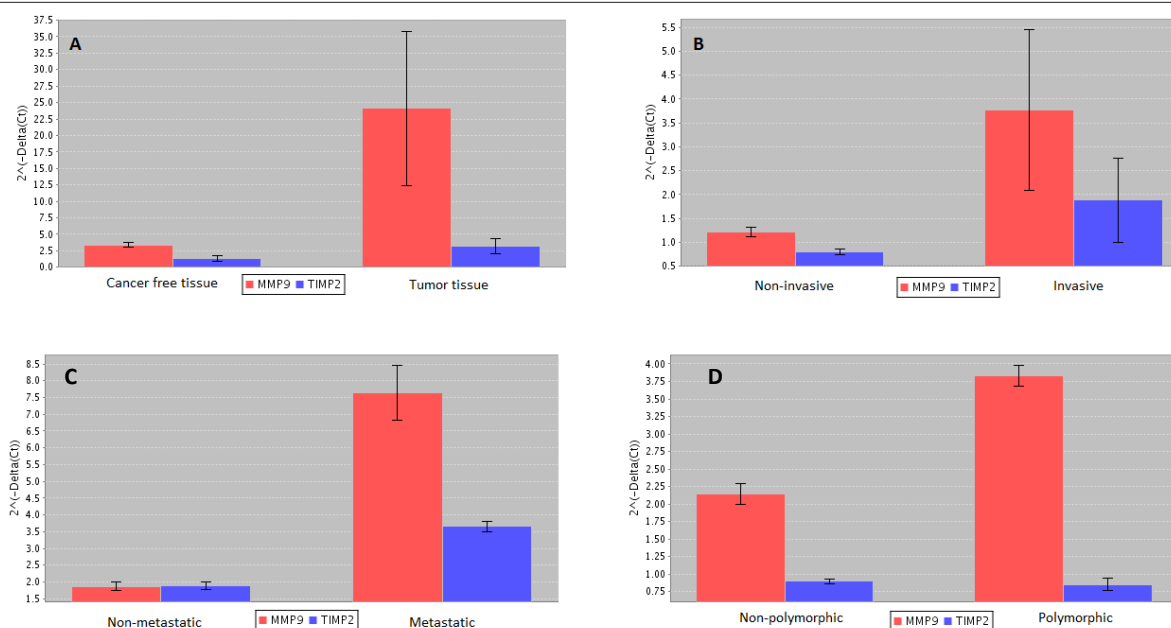 A
2^(-Delta(Ct))
37.5
35.0
32.5
30.0
27.5
25.0
22.5
20.0
17.5
15.0
12.5
10.0
7.5
5.0
2.5
0.0
Cancer free tissue
Tumor tissue
MMP9 TIMP2
B
2^(-Delta(Ct))
5.5
5.0
4.5
4.0
3.5
3.0
2.5
2.0
1.5
1.0
0.5
Non-invasive
Invasive
MMP9 TIMP2
C
2^(-Delta(Ct))
8.5
8.0
7.5
7.0
6.5
6.0
5.5
5.0
4.5
4.0
3.5
3.0
2.5
2.0
1.5
Non-metastatic
Metastatic
MMP9 TIMP2
D
2^(-Delta(Ct))
4.00
3.75
3.50
3.25
3.00
2.75
2.50
2.25
2.00
1.75
1.50
1.25
1.00
0.75
Non-polymorphic
Polymorphic
MMP9 TIMP2